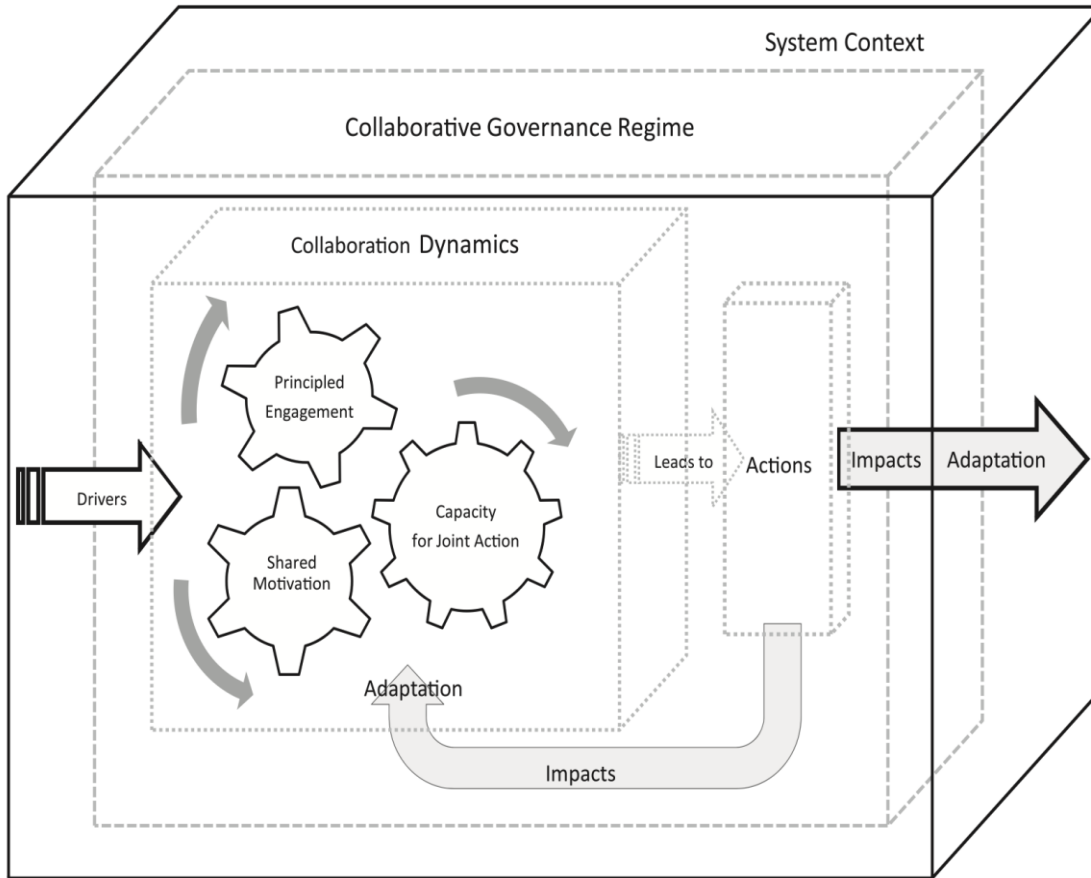 System Context
Collaborative Governance Regime
Collaboration Dynamics
Principled
Engagement
Drivers
Shared
Motivation
Capacity
for Joint Action
Leads to
Actions
Impacts
Adaptation
Adaptation
Impacts